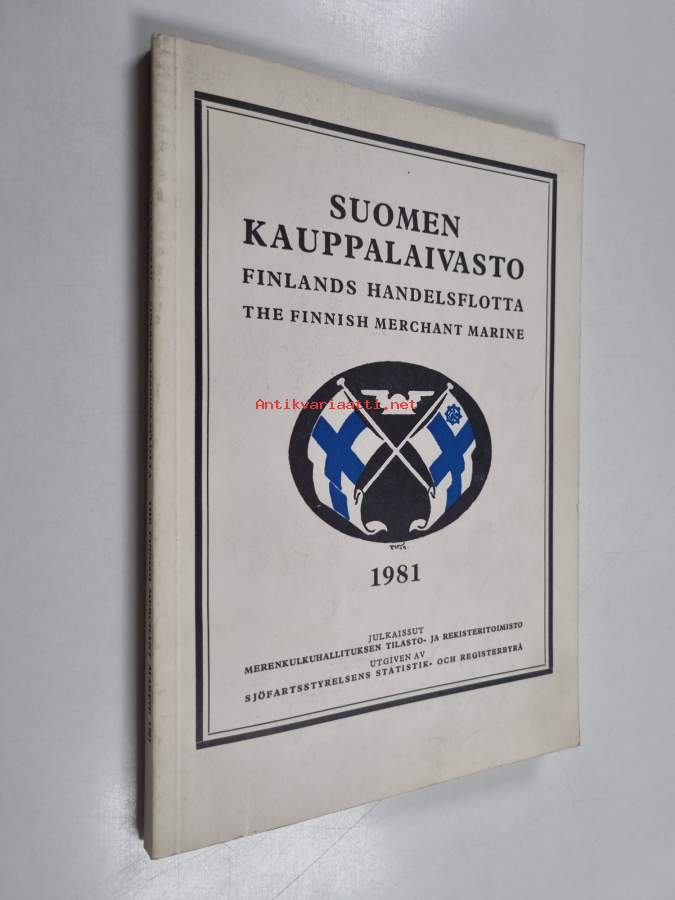 SUOMEN
KAUPPALAIVASTO
FINLANDS HANDELSFLOTTA
THE FINNISH MERCHANT MARINE
Antikvariaatti.net
1981
JULKAISSUT
MERENKULKUHALLITUKSEN TILASTO- JA REKISTERITOIMISTO
UTGIVEN AV
SJÖFARTSSTYRELSENS STATISTIK- OCH REGISTERBYRÅ